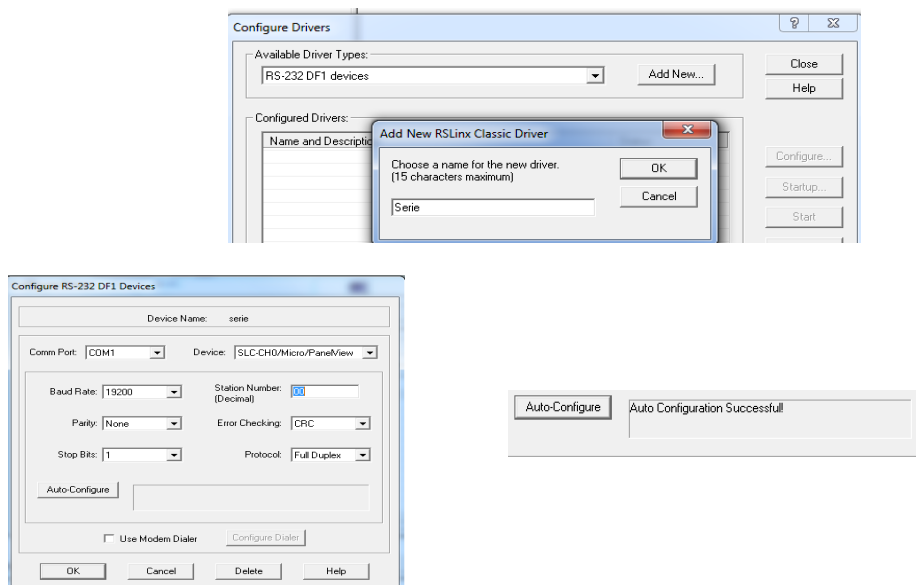 Configure Drivers
Available Driver Types:
RS-232 DF1 devices
Add New...
Close
Help
Configured Drivers:
Name and Descriptio
Add New RSLinx Classic Driver
Choose a name for the new driver.
(15 characters maximum)
Serie
OK
Cancel
Configure...
Startup...
Start
Configure RS-232 DF1 Devices
Device Name: serie
Comm Port: COM1 Device: SLC-CH0/Micro/PanelView
Baud Rate: 19200 Station Number: 00
(Decimal)
Parity: None Error Checking: CRC
Stop Bits: 1 Protocol: Full Duplex
Auto-Configure
Use Modem Dialer Configure Dialer
OK Cancel Delete Help
Auto-Configure Auto Configuration Successful!